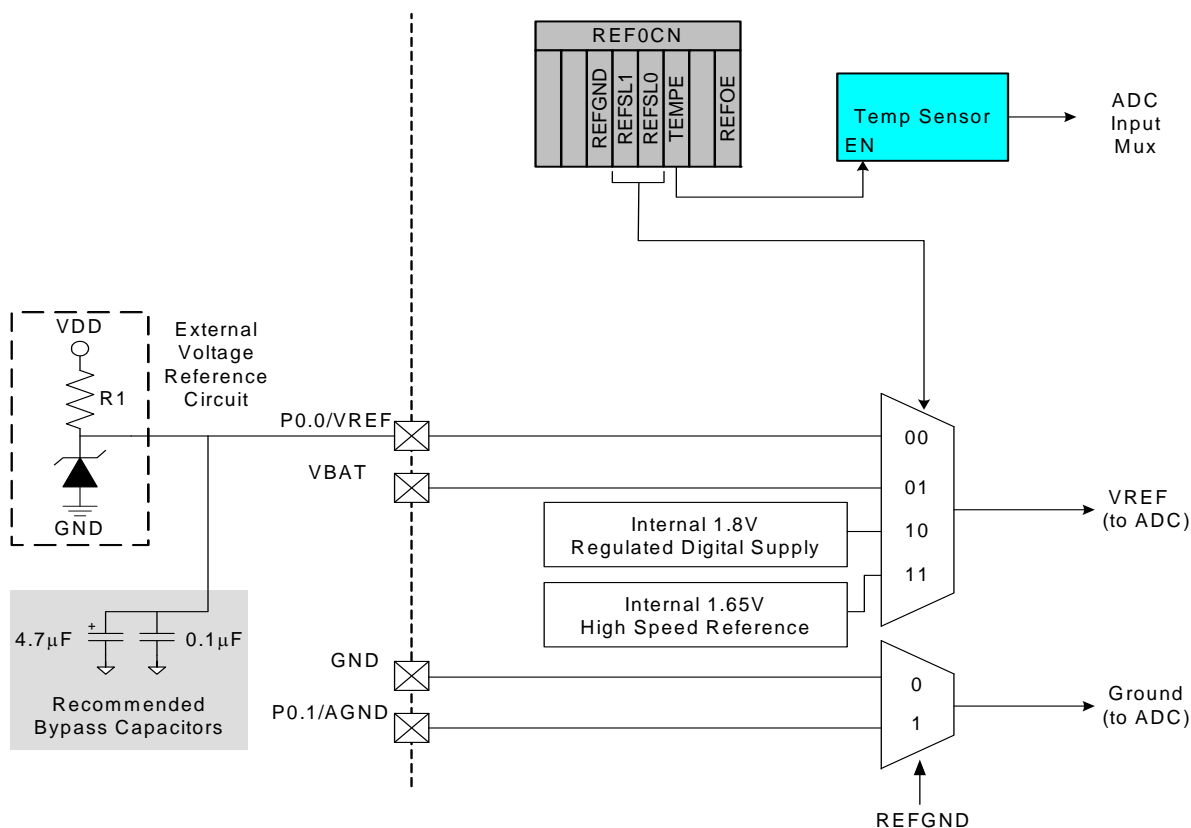 REF0CN
REFGND
REFSL1
REFSL0
TEMPE
REFOE
Temp Sensor
EN
ADC
Input
Mux
VDD
R1
GND
External
Voltage
Reference
Circuit
P0.0/VREF
VBAT
00
01
10
11
Internal 1.8V
Regulated Digital Supply
Internal 1.65V
High Speed Reference
VREF
(to ADC)
4.7μF
+
0.1μF
Recommended
Bypass Capacitors
GND
P0.1/AGND
0
1
Ground
(to ADC)
REFGND